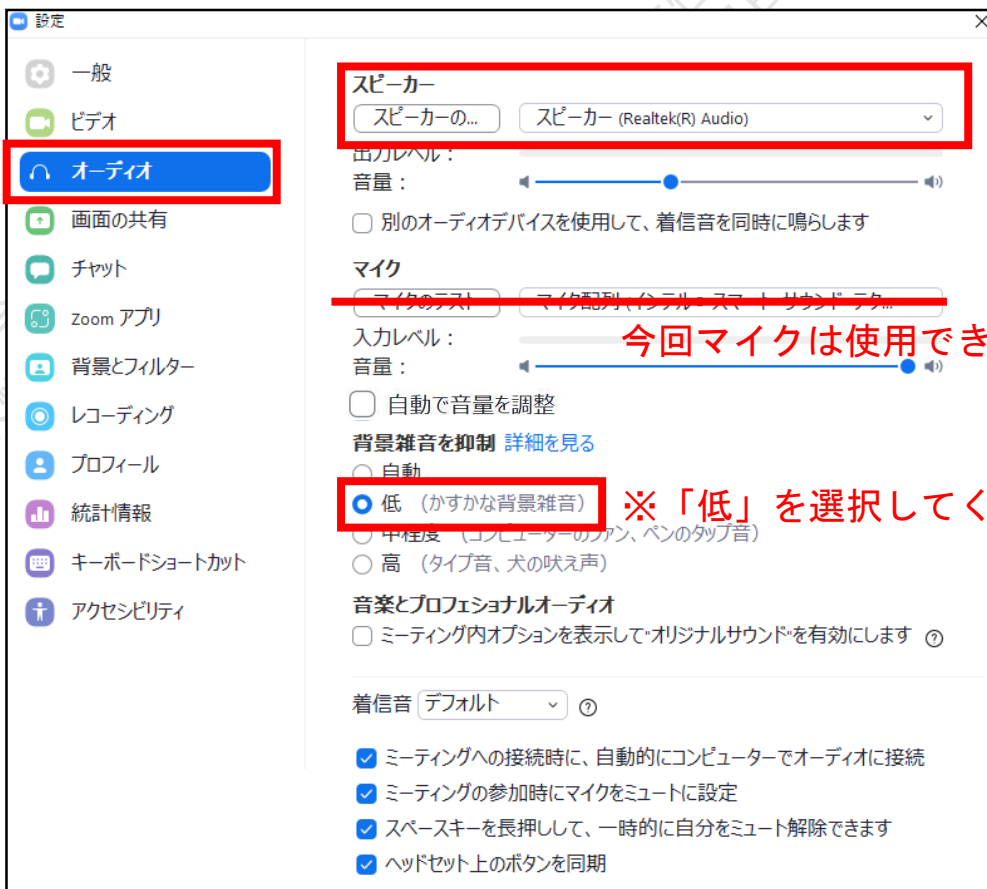 設定
一般
ビデオ
オーディオ
画面の共有
チャット
Zoom アプリ
背景とフィルター
レコーディング
プロフィール
統計情報
キーボードショートカット
アクセシビリティ
スピーカー
スピーカーの... スピーカー (Realtek(R) Audio)
出力レベル：
音量：
別のオーディオデバイスを使用して、着信音を同時に鳴らします
マイク
マイクのテスト マイク配列 (インテル® スマート・サウンド・テク...
入力レベル：
今回マイクは使用でき
音量：
自動で音量を調整
背景雑音を抑制 詳細を見る
自動
低 (かすかな背景雑音)
※「低」を選択してく
中程度 (コンピューターのファン、ペンのタップ音)
高 (タイプ音、犬の吠え声)
音楽とプロフェショナルオーディオ
ミーティング内オプションを表示して"オリジナルサウンド"を有効にします
着信音 デフォルト
ミーティングへの接続時に、自動的にコンピューターでオーディオに接続
ミーティングの参加時にマイクをミュートに設定
スペースキーを長押しして、一時的に自分をミュート解除できます
ヘッドセット上のボタンを同期